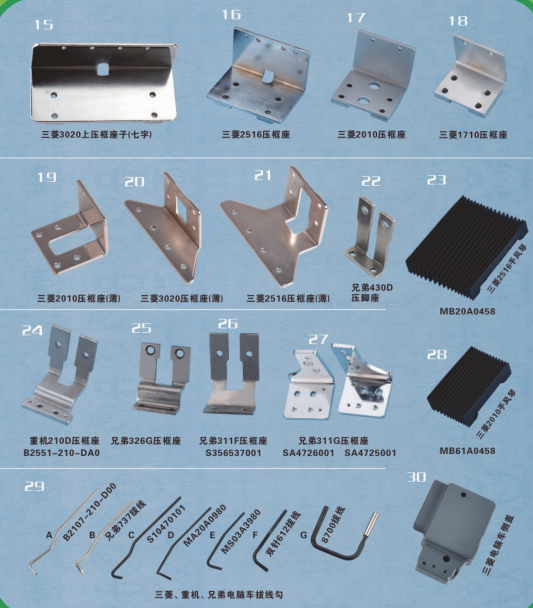 15
16
17
18
三菱3020上压框座子(七字)
三菱2516压框座
三菱2010压框座
三菱1710压框座
19
20
21
22
23
三菱2010压框座(薄)
三菱3020压框座(薄)
三菱2516压框座(薄)
兄弟430D
压脚座
三菱2516手风琴
MB20A0458
24
25
26
27
28
重机210D压框座
B2551-210-DA0
兄弟326G压框座
兄弟311F压框座
S356537001
兄弟311G压框座
SA4726001 SA4725001
三菱2010手风琴
MB61A0458
29
30
A
B2107-210-D00
B
兄弟737拨线
C
S10470101
D
MA20A0980
E
MS03A3980
F
双针612拨线
G
8700拨线
三菱、重机、兄弟电脑车拔线勾
三菱电脑车侧盖